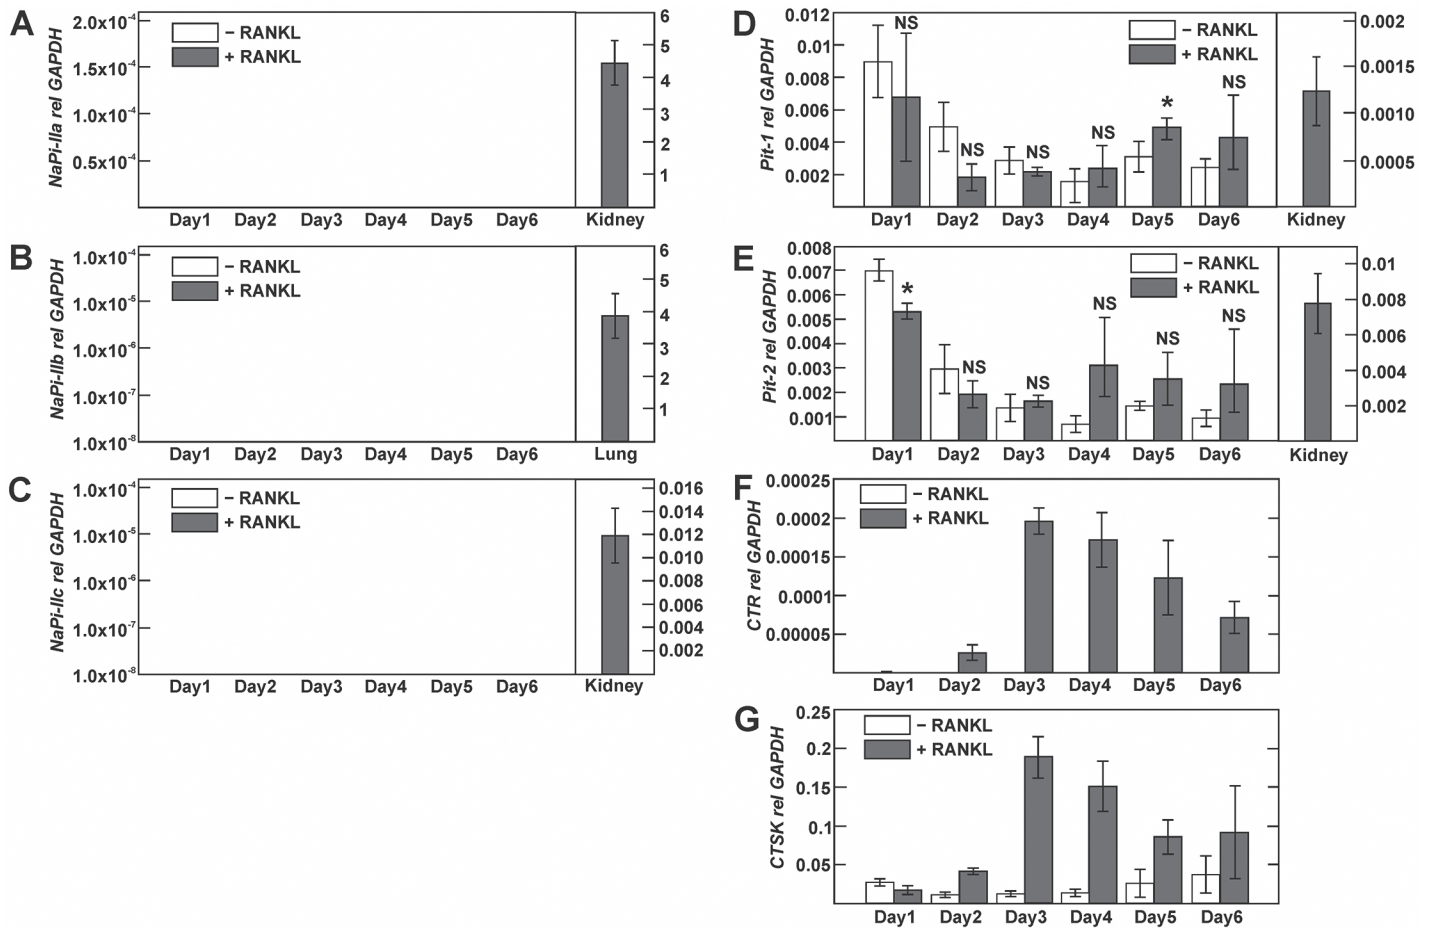 A
NaPi-IIa rel GAPDH
2.0x10⁻⁴
1.5x10⁻⁴
1.0x10⁻⁴
0.5x10⁻⁴
– RANKL
+ RANKL
6
5
4
3
2
1
Day1 Day2 Day3 Day4 Day5 Day6 Kidney
B
NaPi-IIb rel GAPDH
1.0x10⁻⁴
1.0x10⁻⁵
1.0x10⁻⁶
1.0x10⁻⁷
1.0x10⁻⁸
– RANKL
+ RANKL
6
5
4
3
2
1
Day1 Day2 Day3 Day4 Day5 Day6 Lung
C
NaPi-IIc rel GAPDH
1.0x10⁻⁴
1.0x10⁻⁵
1.0x10⁻⁶
1.0x10⁻⁷
1.0x10⁻⁸
– RANKL
+ RANKL
0.016
0.014
0.012
0.010
0.008
0.006
0.004
0.002
Day1 Day2 Day3 Day4 Day5 Day6 Kidney
D
Pit-1 rel GAPDH
0.012
0.01
0.008
0.006
0.004
0.002
– RANKL
+ RANKL
NS NS NS NS * NS
0.002
0.0015
0.0010
0.0005
Day1 Day2 Day3 Day4 Day5 Day6 Kidney
E
Pit-2 rel GAPDH
0.008
0.007
0.006
0.005
0.004
0.003
0.002
0.001
– RANKL
+ RANKL
* NS NS NS NS NS
0.01
0.008
0.006
0.004
0.002
Day1 Day2 Day3 Day4 Day5 Day6 Kidney
F
CTR rel GAPDH
0.00025
0.0002
0.00015
0.0001
0.00005
– RANKL
+ RANKL
Day1 Day2 Day3 Day4 Day5 Day6
G
CTSK rel GAPDH
0.25
0.2
0.15
0.1
0.05
– RANKL
+ RANKL
Day1 Day2 Day3 Day4 Day5 Day6